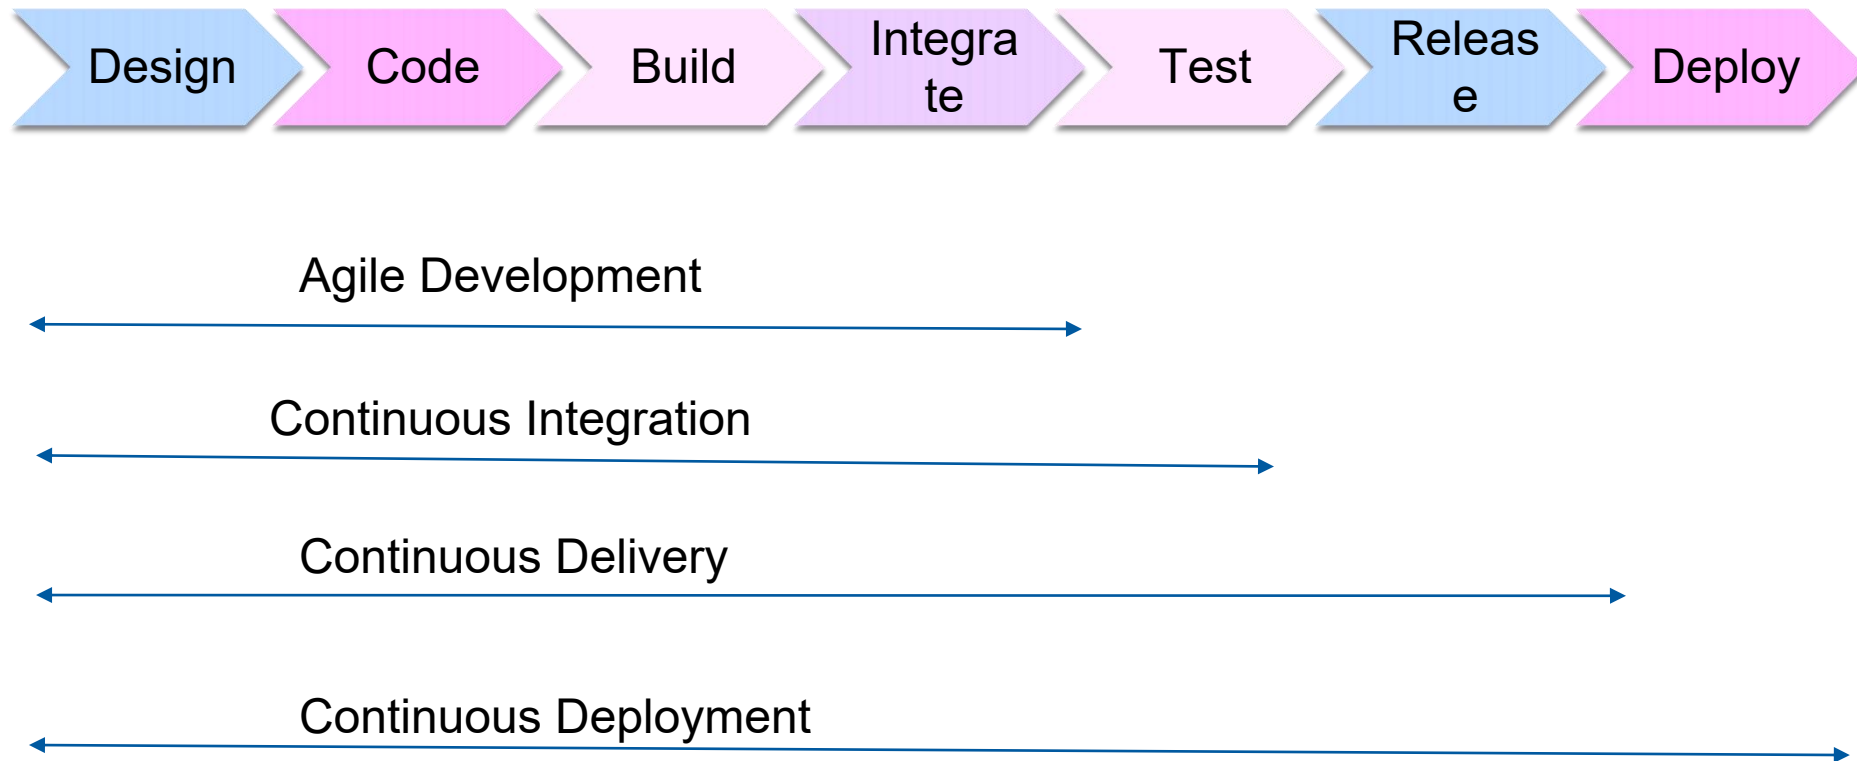 Design
Code
Build
Integra
te
Test
Releas
e
Deploy
Agile Development
Continuous Integration
Continuous Delivery
Continuous Deployment